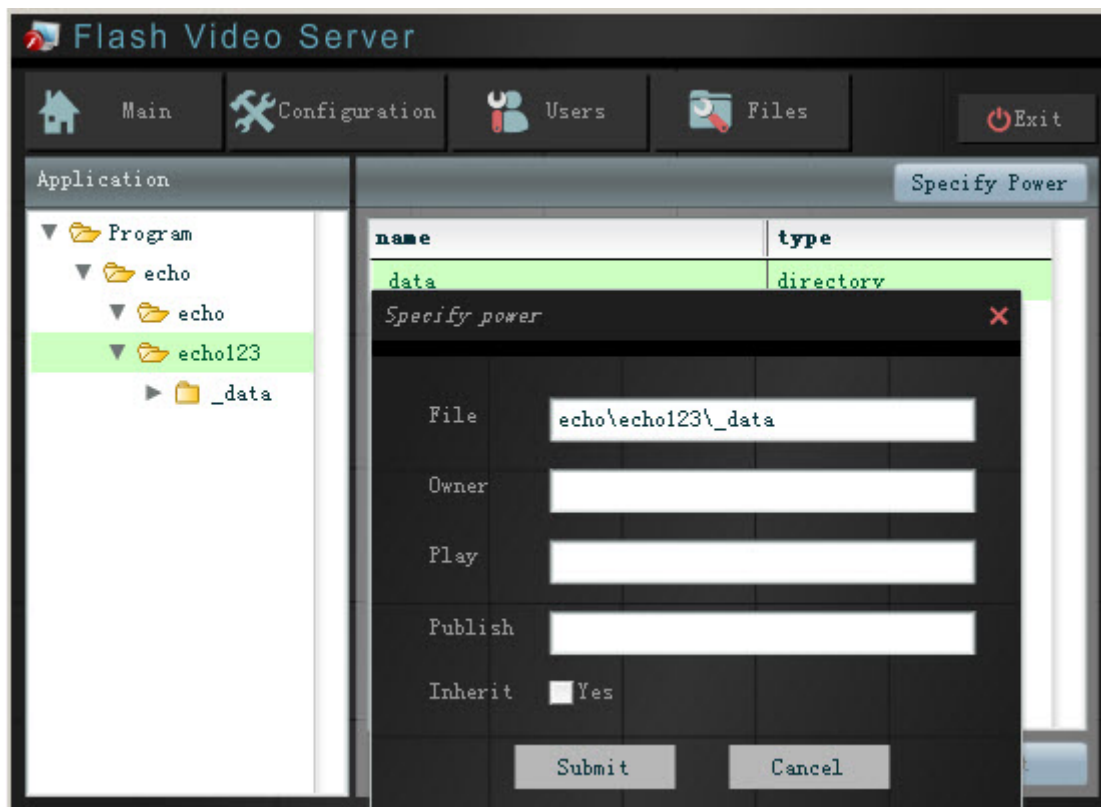 Flash Video Server
Main Configuration Users Files Exit
Application
Specify Power
Program
echo
echo
echo123
_data
name type
_data directory
Specify power
File echo\echo123\_data
Owner
Play
Publish
Inherit Yes
Submit Cancel